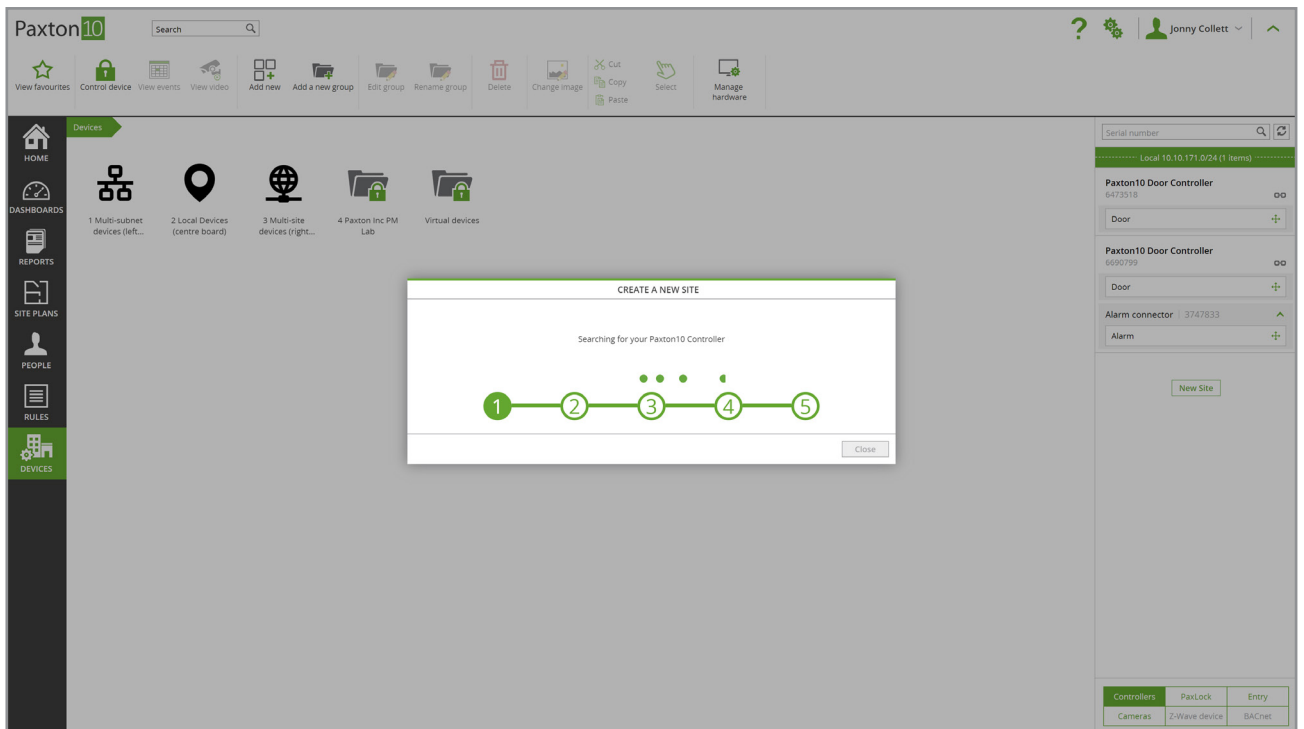 Paxton10
Search
Jonny Collett
View favourites
Control device
View events
View video
Add new
Add a new group
Edit group
Rename group
Delete
Change image
Cut
Copy
Paste
Select
Manage
hardware
HOME
DASHBOARDS
REPORTS
SITE PLANS
PEOPLE
RULES
DEVICES
Devices
1 Multi-subnet
devices (left...
2 Local Devices
(centre board)
3 Multi-site
devices (right...
4 Paxton Inc PM
Lab
Virtual devices
CREATE A NEW SITE
Searching for your Paxton10 Controller
1 2 3 4 5
Close
Serial number
Local 10.10.171.0/24 (1 items)
Paxton10 Door Controller
6473518
Door
Paxton10 Door Controller
6690799
Door
Alarm connector | 3747833
Alarm
New Site
Controllers PaxLock Entry
Cameras Z-Wave device BACnet